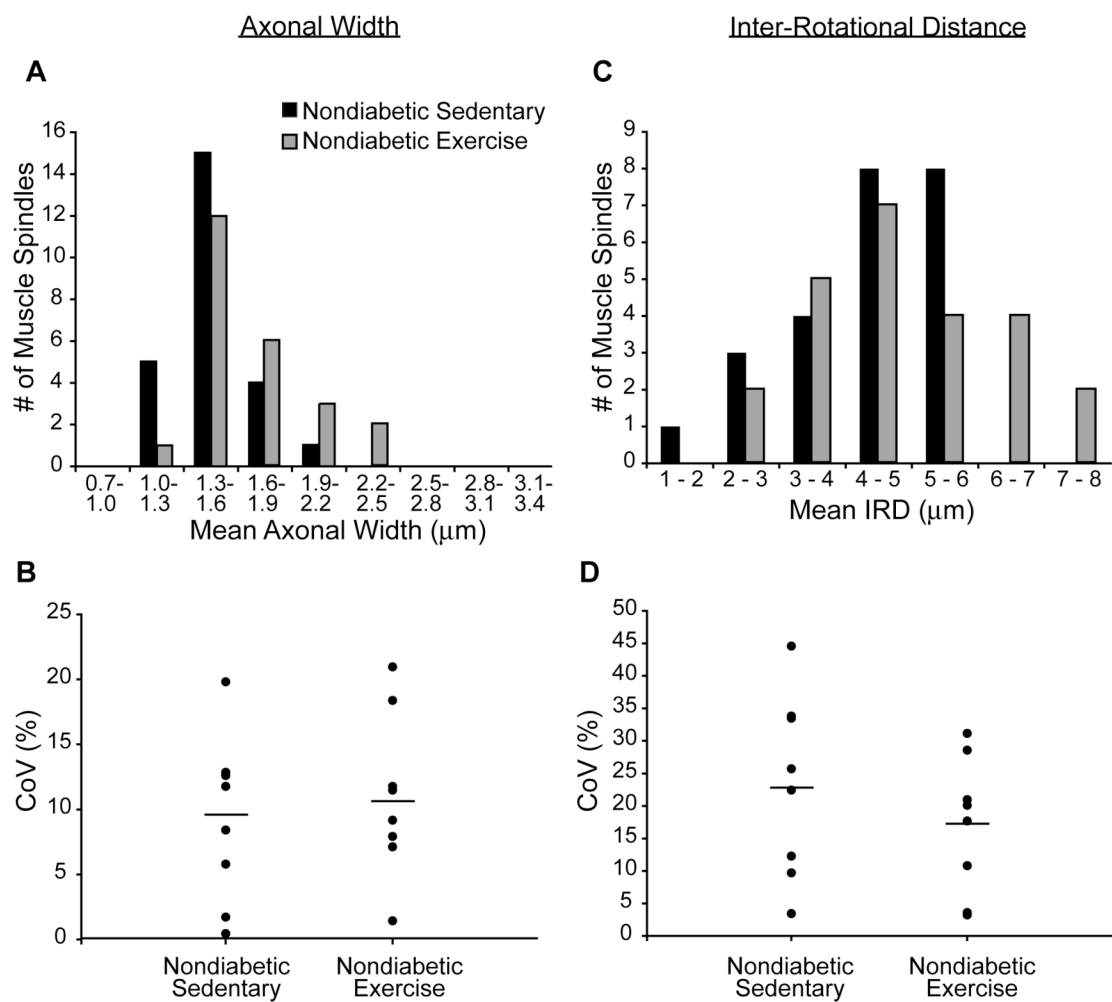 Axonal Width
Inter-Rotational Distance
A
Nondiabetic Sedentary
Nondiabetic Exercise
# of Muscle Spindles
16
14
12
10
8
6
4
2
0
0.7-
1.0
1.0-
1.3
1.3-
1.6
1.6-
1.9
1.9-
2.2
2.2-
2.5
2.5-
2.8
2.8-
3.1
3.1-
3.4
Mean Axonal Width (μm)
C
# of Muscle Spindles
9
8
7
6
5
4
3
2
1
0
1 - 2
2 - 3
3 - 4
4 - 5
5 - 6
6 - 7
7 - 8
Mean IRD (μm)
B
CoV (%)
25
20
15
10
5
0
Nondiabetic
Sedentary
Nondiabetic
Exercise
D
CoV (%)
50
45
40
35
30
25
20
15
10
5
0
Nondiabetic
Sedentary
Nondiabetic
Exercise